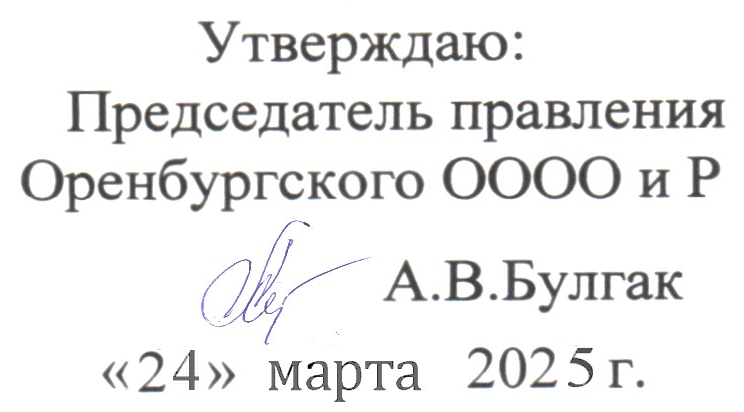 Утверждаю:
Председатель правления
Оренбургского ОООО и Р
А.В.Булгак
«24» марта 2025 г.